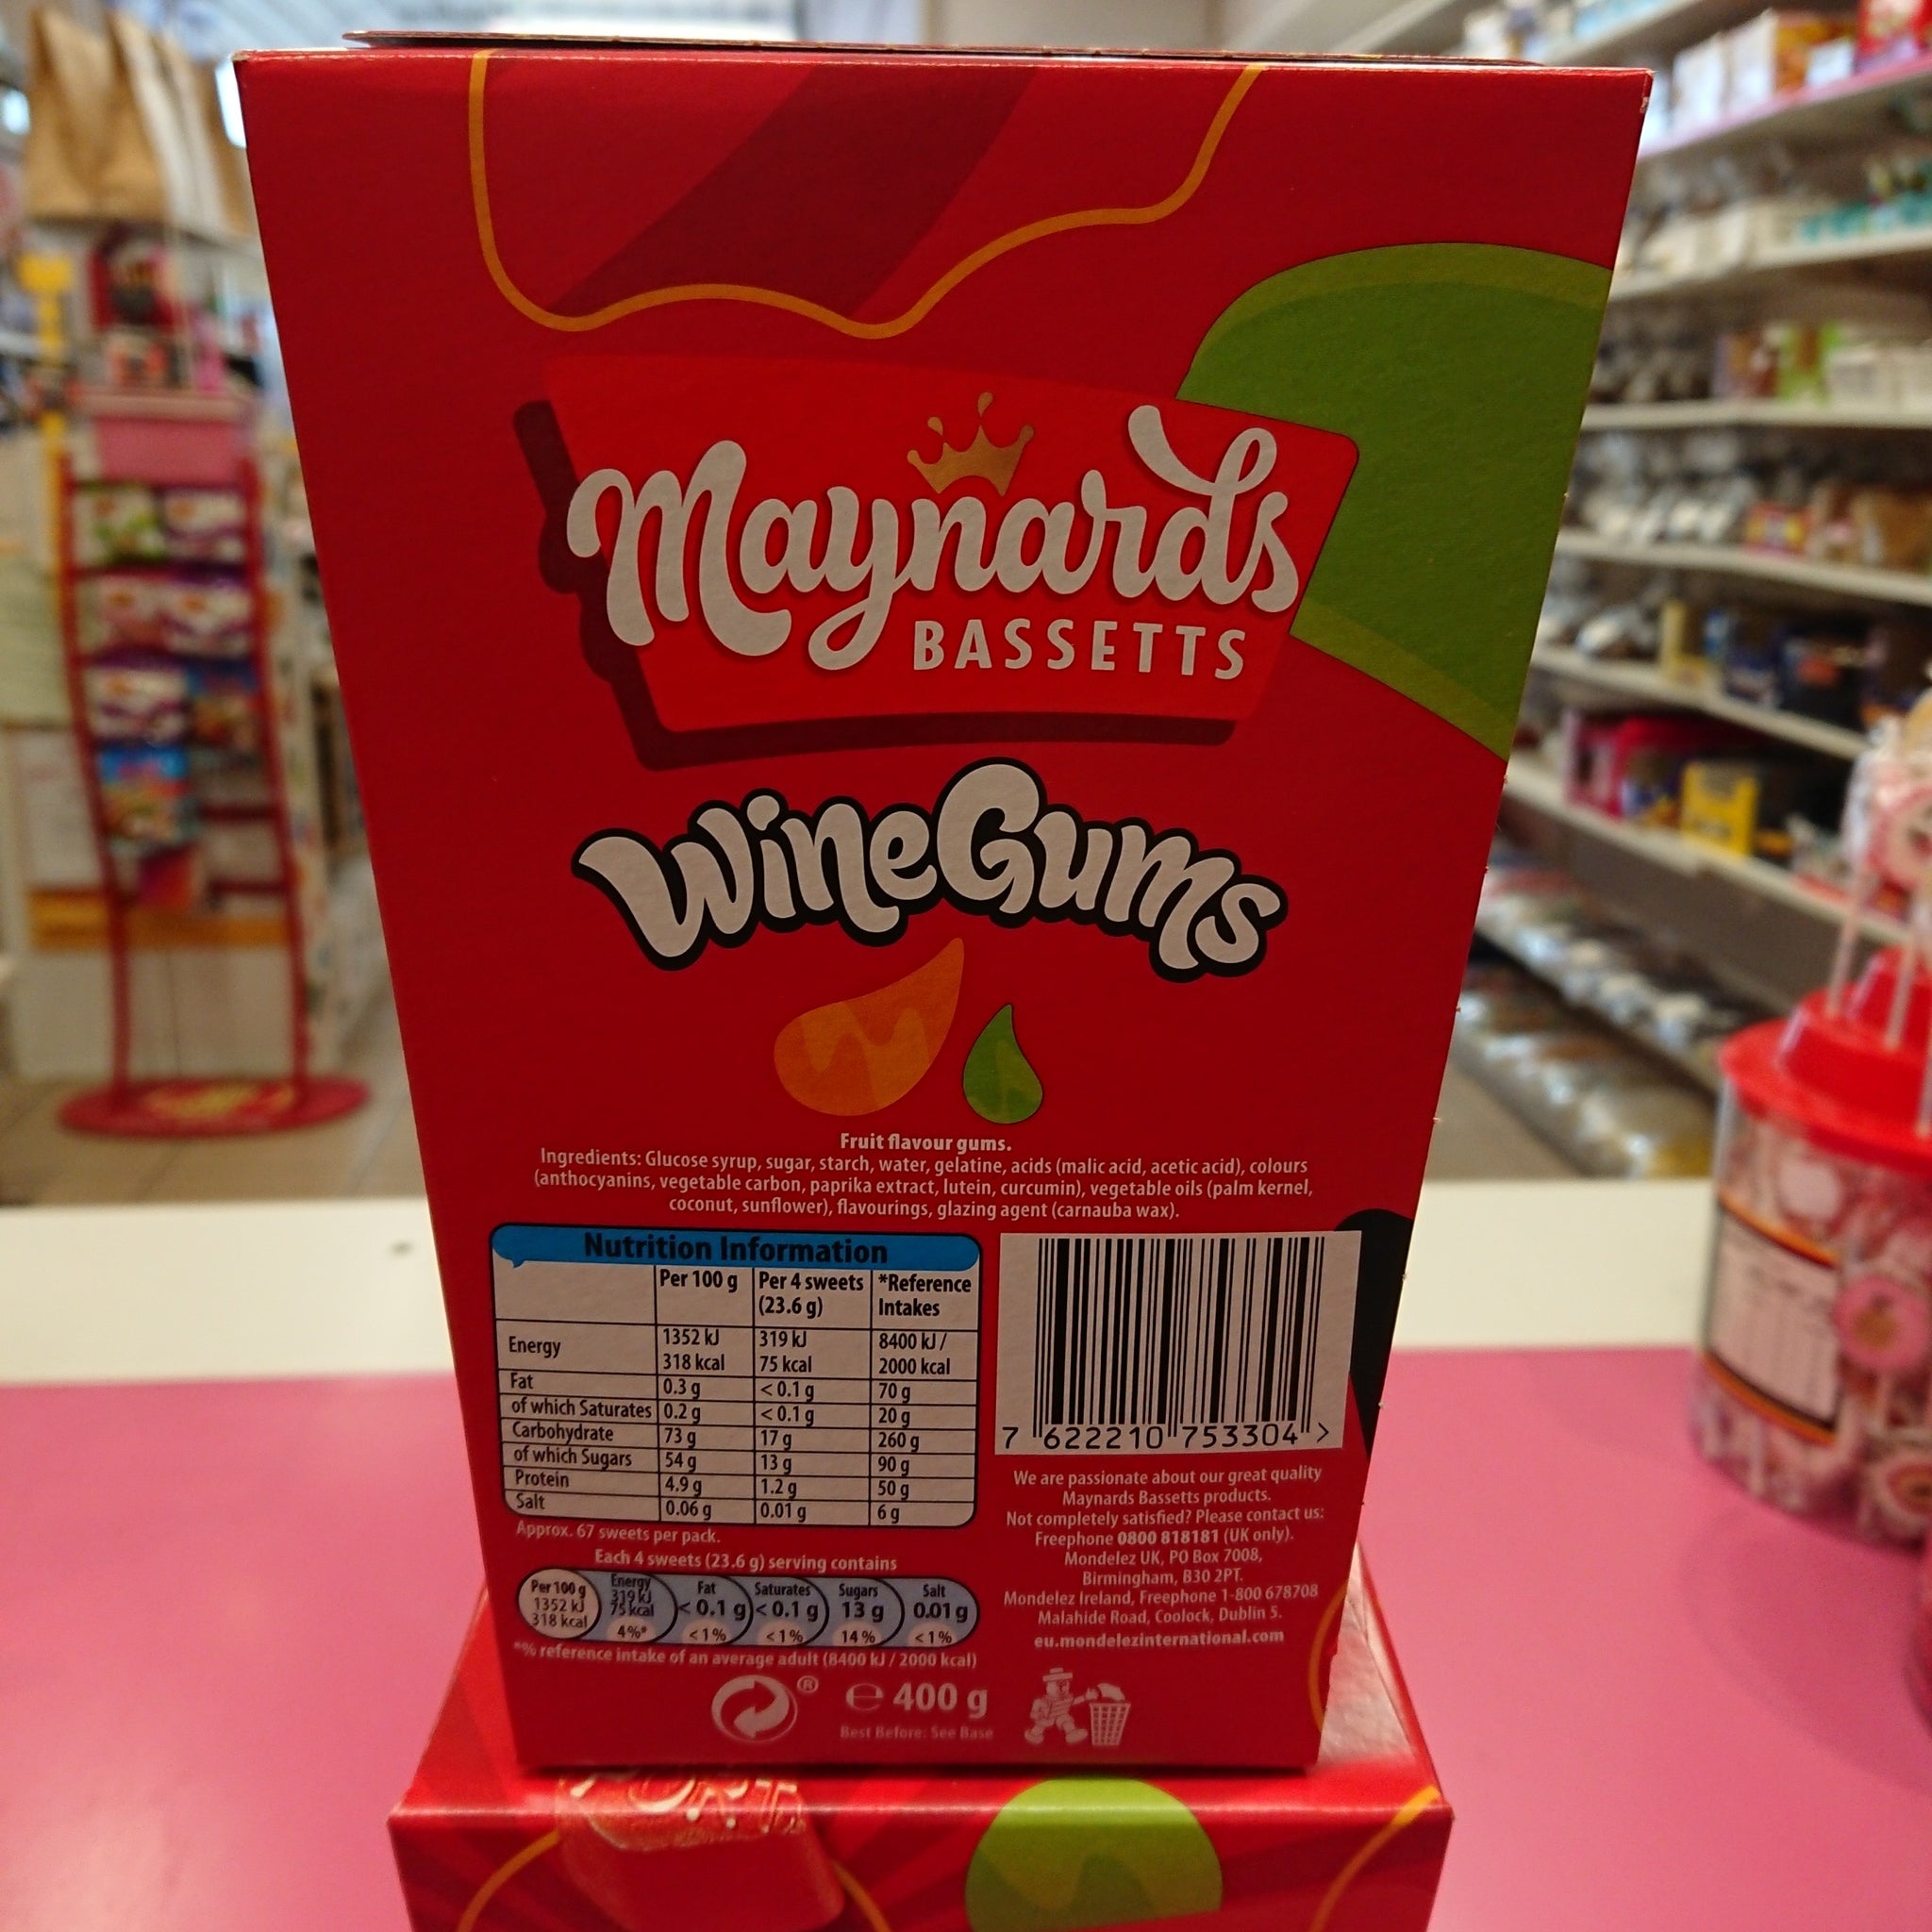 Maynards
BASSETTS
WineGums
Fruit flavour gums.
Ingredients: Glucose syrup, sugar, starch, water, gelatine, acids (malic acid, acetic acid), colours
(anthocyanins, vegetable carbon, paprika extract, lutein, curcumin), vegetable oils (palm kernel,
coconut, sunflower), flavourings, glazing agent (carnauba wax).
Nutrition Information
Per 100 g Per 4 sweets (23.6 g) *Reference Intakes
Energy 1352 kJ 319 kJ 8400 kJ /
318 kcal 75 kcal 2000 kcal
Fat 0.3 g <0.1 g 70 g
of which Saturates 0.2 g <0.1 g 20 g
Carbohydrate 73 g 17 g 260 g
of which Sugars 54 g 13 g 90 g
Protein 4.9 g 1.2 g 50 g
Salt 0.06 g 0.01 g 6 g
Approx. 67 sweets per pack.
Each 4 sweets (23.6 g) serving contains
Per 100 g
1352 kJ
318 kcal
Energy
319 kJ
75 kcal
4%*
Fat
<0.1 g
<1%
Saturates
<0.1 g
<1%
Sugars
13 g
14%
Salt
0.01 g
<1%
*% reference intake of an average adult (8400 kJ / 2000 kcal)
7 622210 753304 >
We are passionate about our great quality
Maynards Bassetts products.
Not completely satisfied? Please contact us:
Freephone 0800 818181 (UK only).
Mondelez UK, PO Box 7008,
Birmingham, B30 2PT.
Mondelez Ireland, Freephone 1-800 678708
Malahide Road, Coolock, Dublin 5.
eu.mondelezinternational.com
®
e 400 g
Best Before: See Base
PORT